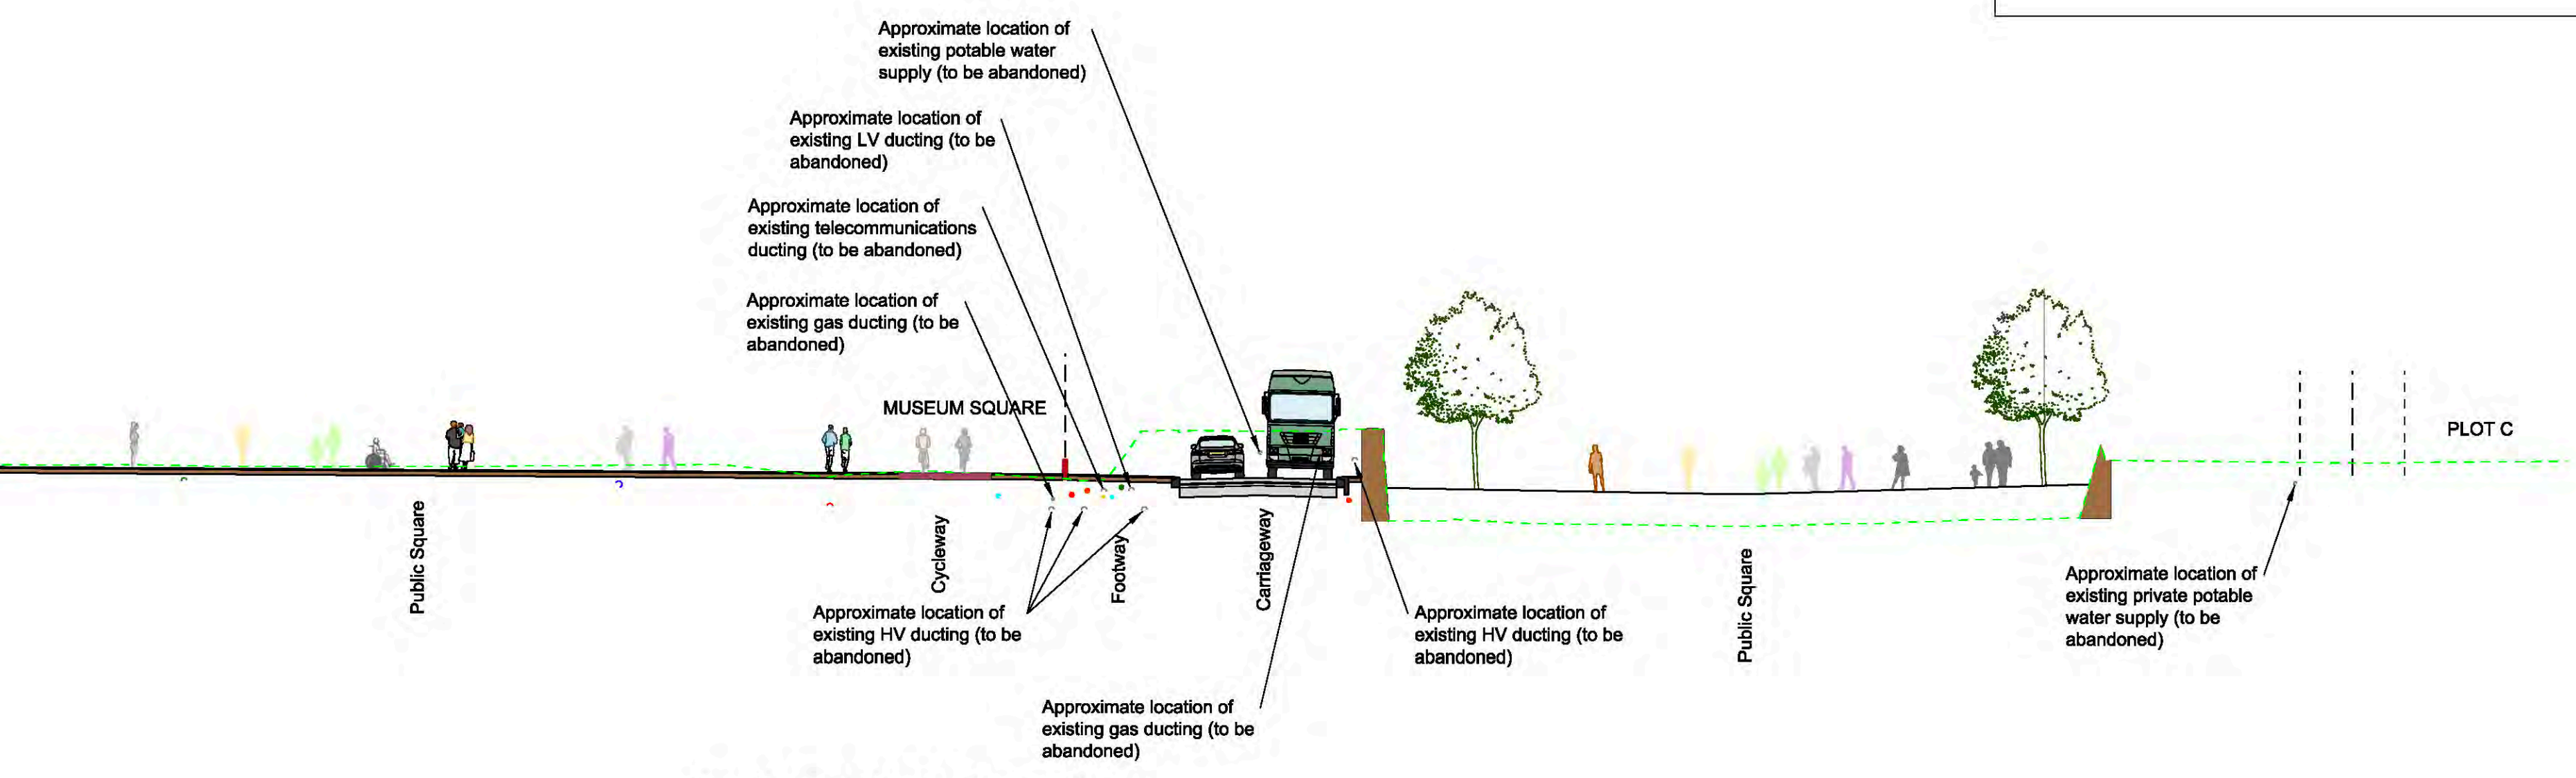 Approximate location of
existing potable water
supply (to be abandoned)
Approximate location of
existing LV ducting (to be
abandoned)
Approximate location of
existing telecommunications
ducting (to be abandoned)
Approximate location of
existing gas ducting (to be
abandoned)
MUSEUM SQUARE
PLOT C
Public Square
Cycleway
Footway
Carriageway
Public Square
Approximate location of
existing HV ducting (to be
abandoned)
Approximate location of
existing HV ducting (to be
abandoned)
Approximate location of
existing private potable
water supply (to be
abandoned)
Approximate location of
existing gas ducting (to be
abandoned)